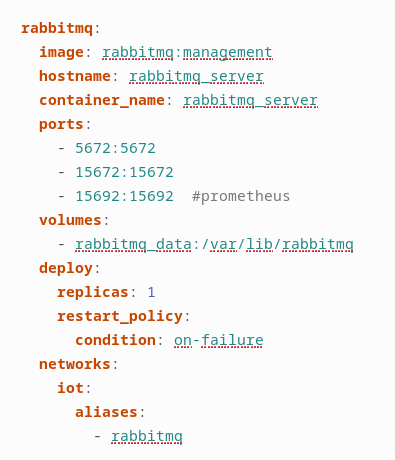 rabbitmq:
  image: rabbitmq:management
  hostname: rabbitmq_server
  container_name: rabbitmq_server
  ports:
    - 5672:5672
    - 15672:15672
    - 15692:15692  #prometheus
  volumes:
    - rabbitmq_data:/var/lib/rabbitmq
  deploy:
    replicas: 1
    restart_policy:
      condition: on-failure
  networks:
    iot:
      aliases:
        - rabbitmq